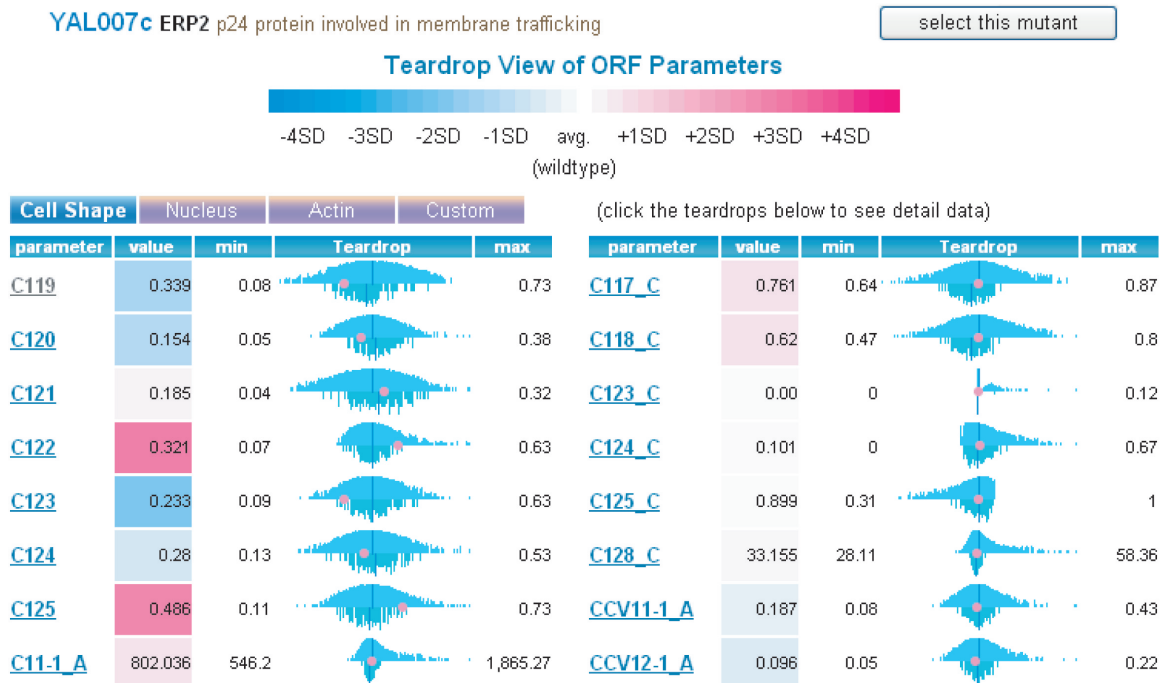 YAL007c ERP2 p24 protein involved in membrane trafficking select this mutant
Teardrop View of ORF Parameters
-4SD -3SD -2SD -1SD avg. +1SD +2SD +3SD +4SD
(wildtype)
Cell Shape Nucleus Actin Custom (click the teardrops below to see detail data)
parameter value min Teardrop max parameter value min Teardrop max
C119 0.339 0.08 0.73 C117_C 0.761 0.64 0.87
C120 0.154 0.05 0.38 C118_C 0.62 0.47 0.8
C121 0.185 0.04 0.32 C123_C 0.00 0 0.12
C122 0.321 0.07 0.63 C124_C 0.101 0 0.67
C123 0.233 0.09 0.63 C125_C 0.899 0.31 1
C124 0.28 0.13 0.53 C128_C 33.155 28.11 58.36
C125 0.486 0.11 0.73 CCV11-1_A 0.187 0.08 0.43
C11-1_A 802.036 546.2 1,865.27 CCV12-1_A 0.096 0.05 0.22